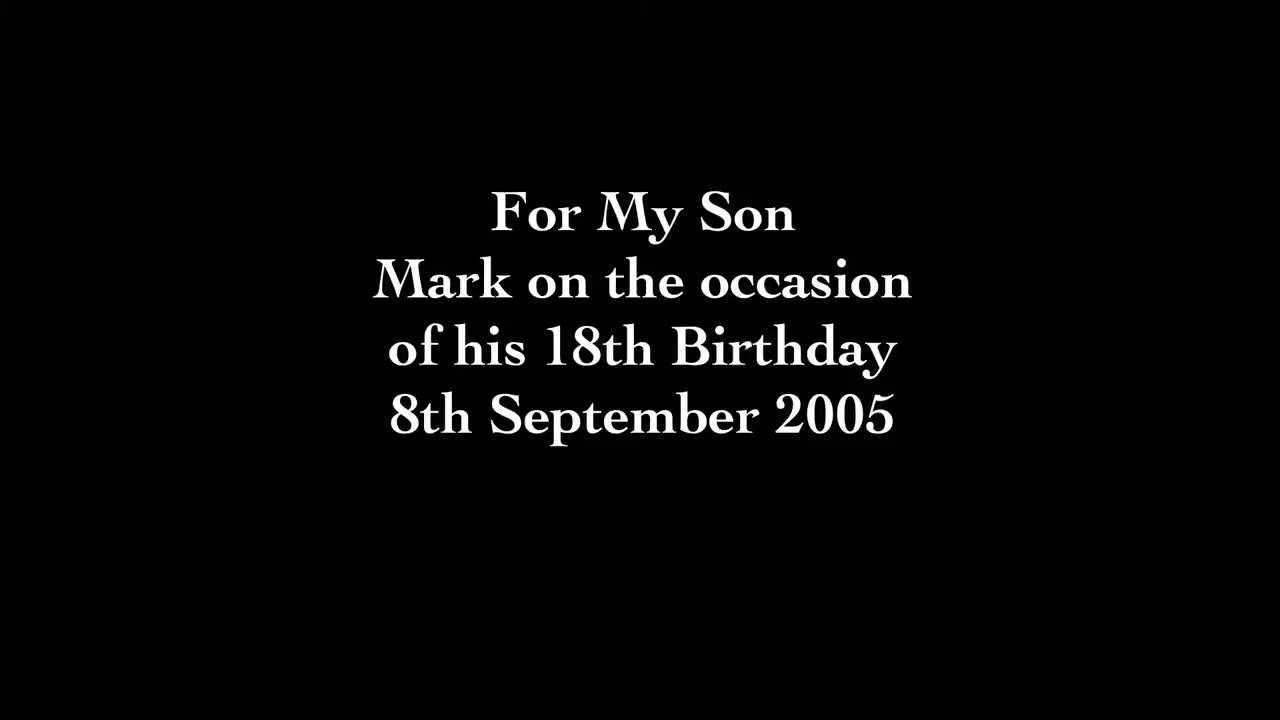 For My Son
Mark on the occasion
of his 18th Birthday
8th September 2005